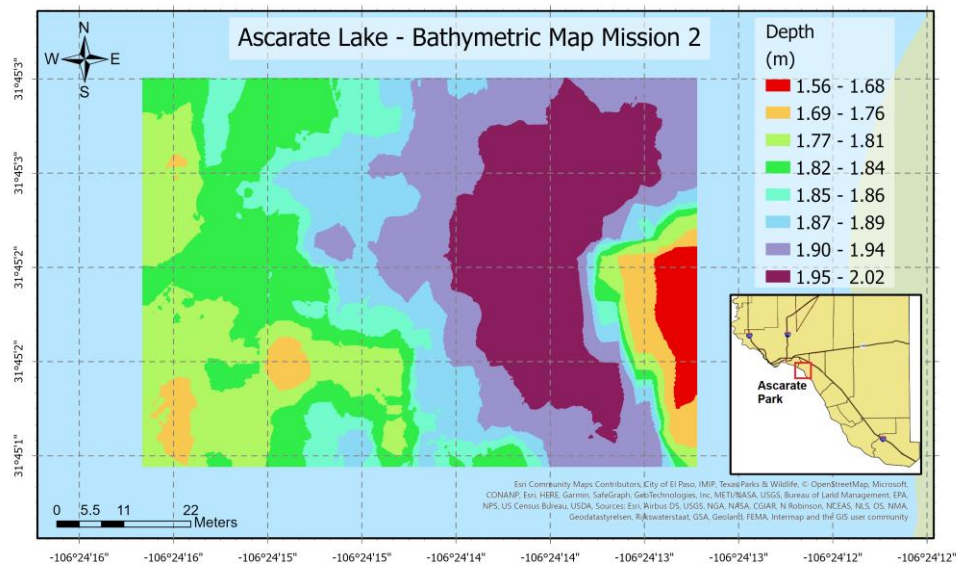 Ascarate Lake - Bathymetric Map Mission 2
N
W E
S
Depth
(m)
1.56 - 1.68
1.69 - 1.76
1.77 - 1.81
1.82 - 1.84
1.85 - 1.86
1.87 - 1.89
1.90 - 1.94
1.95 - 2.02
31°45'3"
31°45'3"
31°45'2"
31°45'2"
31°45'1"
Ascarate
Park
Esri Community Maps Contributors, City of El Paso, IMIP, Texas Parks & Wildlife, © OpenStreetMap, Microsoft,
CONANP, Esri, HERE, Garmin, SafeGraph, GeoTechnologies, Inc, METI/NASA, USGS, Bureau of Land Management, EPA,
NPS, US Census Bureau, USDA, Sources: Esri, Airbus DS, USGS, NGA, NASA, CGIAR, N Robinson, NCEAS, NLS, OS, NMA,
Geodatastyrelsen, Rijkswaterstaat, GSA, Geoland, FEMA, Intermap and the GIS user community
0 5.5 11 22
Meters
-106°24'16" -106°24'16" -106°24'15" -106°24'15" -106°24'14" -106°24'14" -106°24'13" -106°24'13" -106°24'12" -106°24'12"